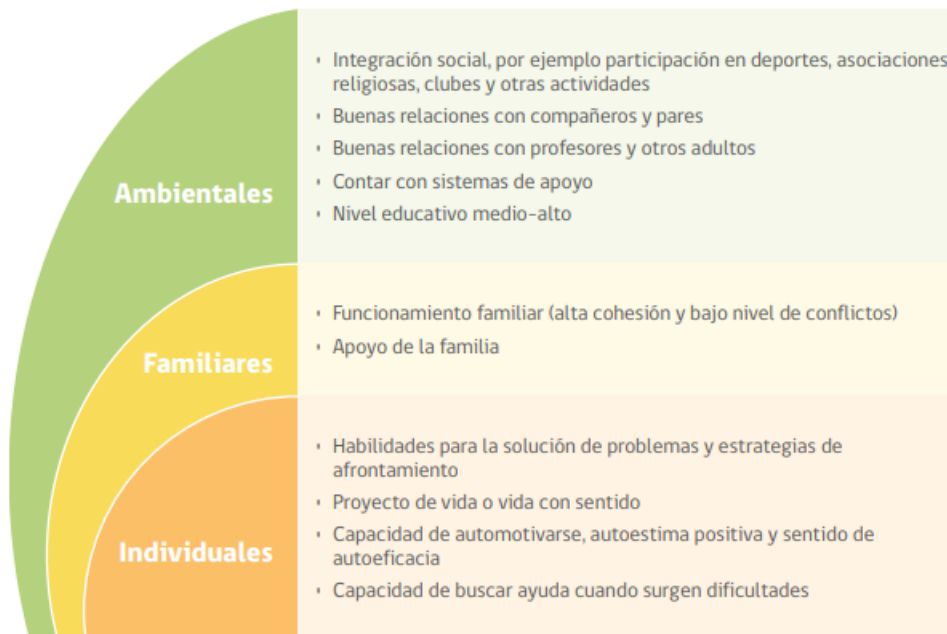 Ambientales
• Integración social, por ejemplo participación en deportes, asociaciones
religiosas, clubes y otras actividades
• Buenas relaciones con compañeros y pares
• Buenas relaciones con profesores y otros adultos
• Contar con sistemas de apoyo
• Nivel educativo medio-alto
Familiares
• Funcionamiento familiar (alta cohesión y bajo nivel de conflictos)
• Apoyo de la familia
Individuales
• Habilidades para la solución de problemas y estrategias de
afrontamiento
• Proyecto de vida o vida con sentido
• Capacidad de automotivarse, autoestima positiva y sentido de
autoeficacia
• Capacidad de buscar ayuda cuando surgen dificultades